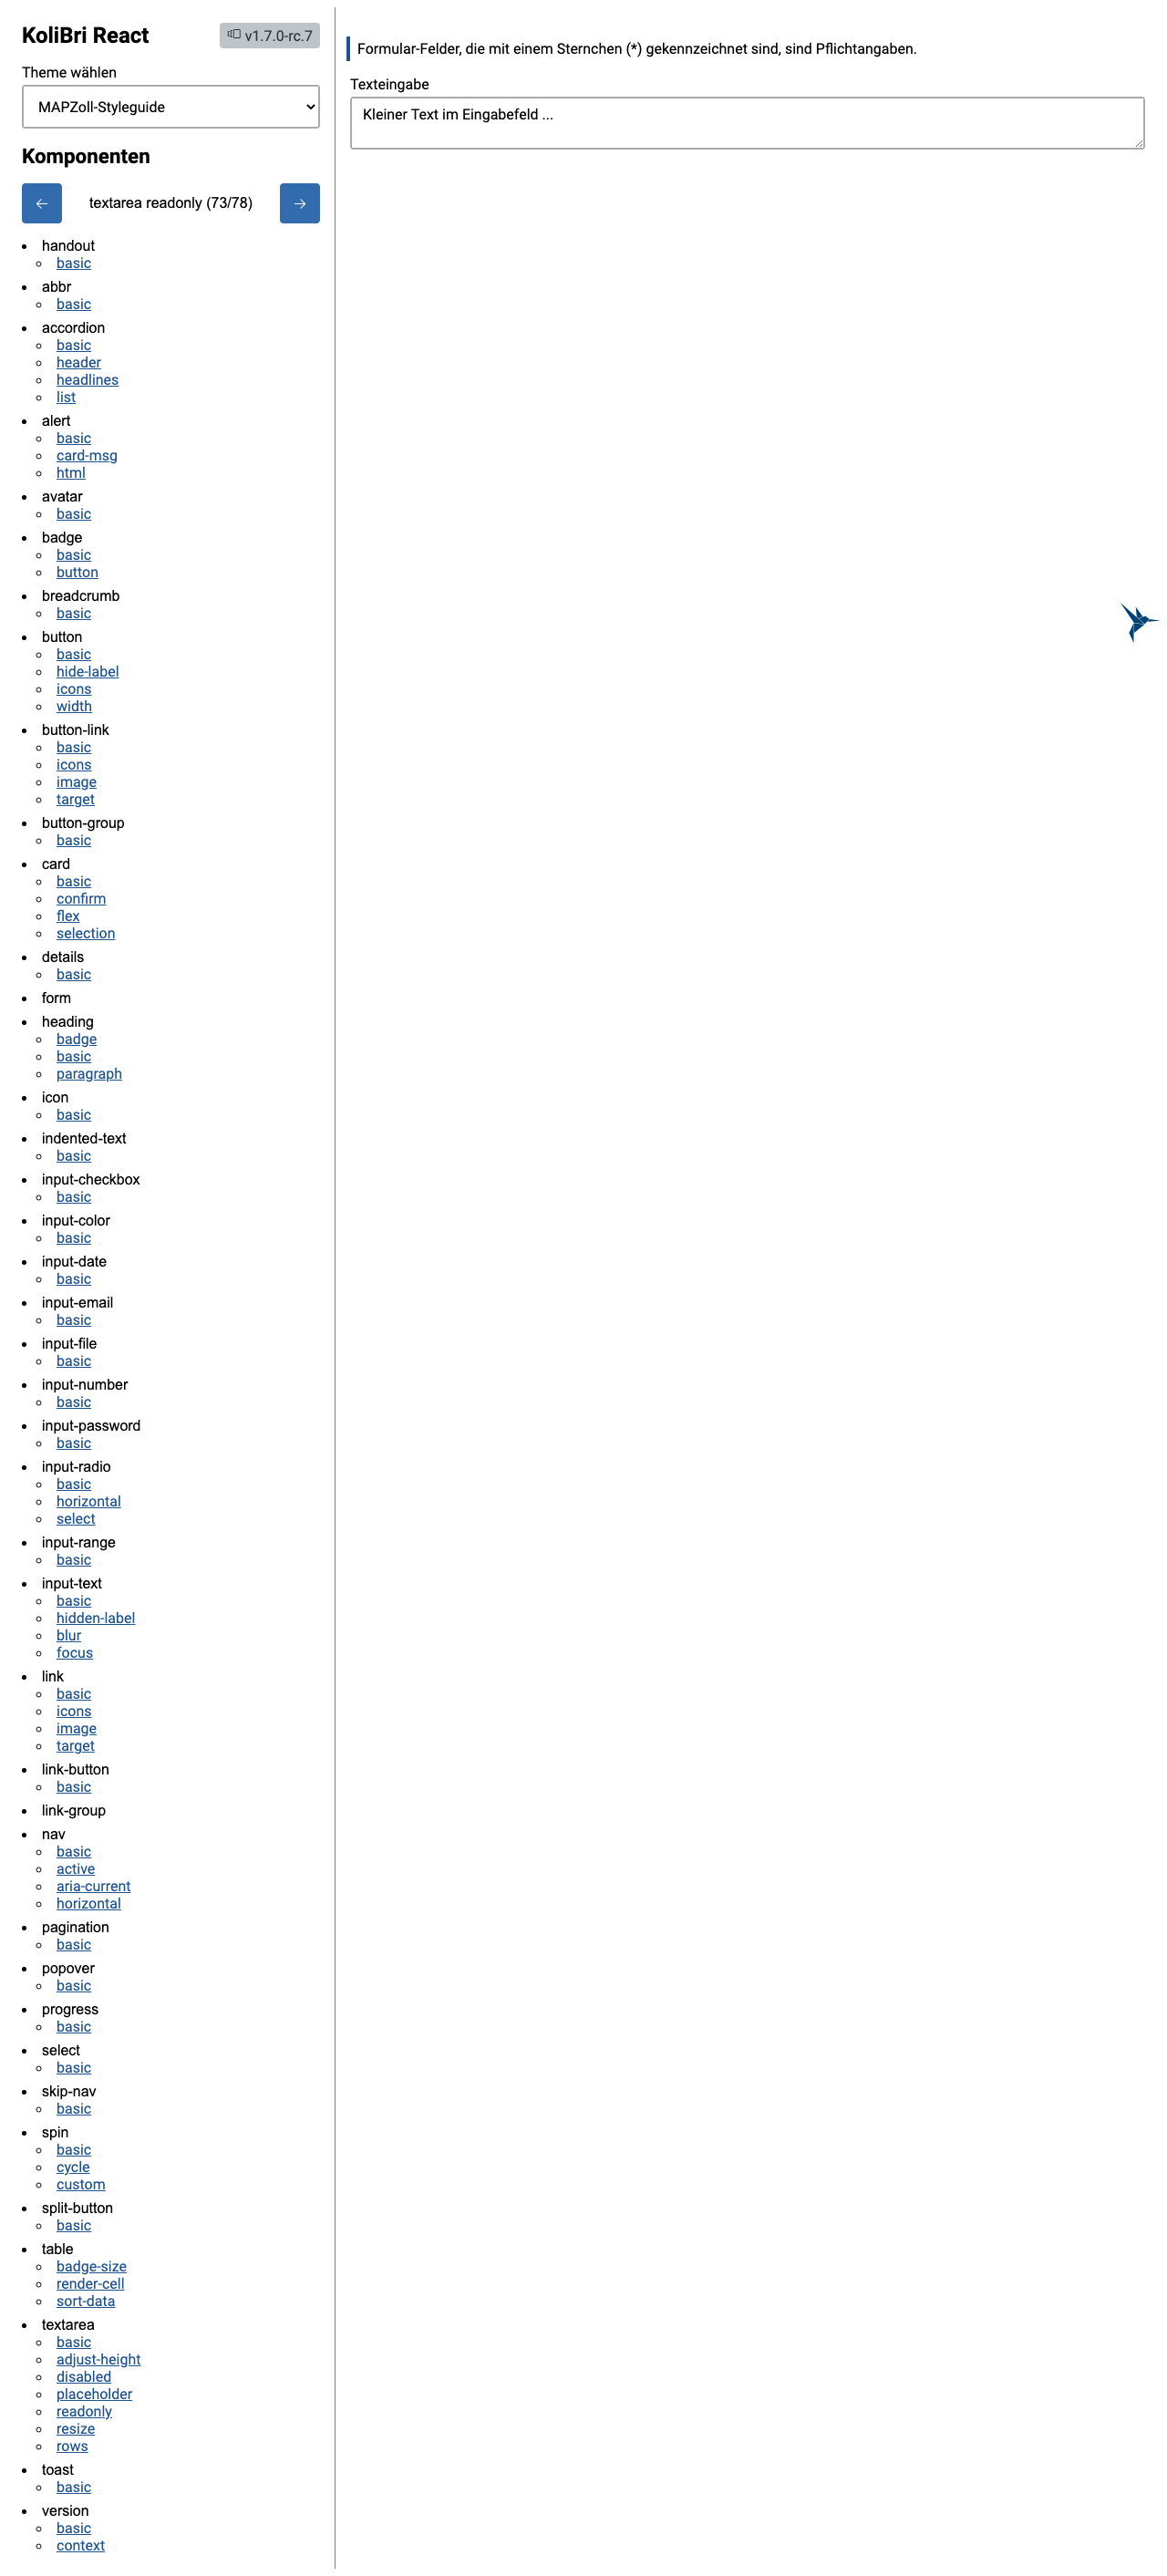 KoliBri React
v1.7.0-rc.7
Theme wählen
MAPZoll-Styleguide
Komponenten
textarea readonly (73/78)
handout
basic
abbr
basic
accordion
basic
header
headlines
list
alert
basic
card-msg
html
avatar
basic
badge
basic
button
breadcrumb
basic
button
basic
hide-label
icons
width
button-link
basic
icons
image
target
button-group
basic
card
basic
confirm
flex
selection
details
basic
form
heading
badge
basic
paragraph
icon
basic
indented-text
basic
input-checkbox
basic
input-color
basic
input-date
basic
input-email
basic
input-file
basic
input-number
basic
input-password
basic
input-radio
basic
horizontal
select
input-range
basic
input-text
basic
hidden-label
blur
focus
link
basic
icons
image
target
link-button
basic
link-group
nav
basic
active
aria-current
horizontal
pagination
basic
popover
basic
progress
basic
select
basic
skip-nav
basic
spin
basic
cycle
custom
split-button
basic
table
badge-size
render-cell
sort-data
textarea
basic
adjust-height
disabled
placeholder
readonly
resize
rows
toast
basic
version
basic
context
Formular-Felder, die mit einem Sternchen (*) gekennzeichnet sind, sind Pflichtangaben.
Texteingabe
Kleiner Text im Eingabefeld ...